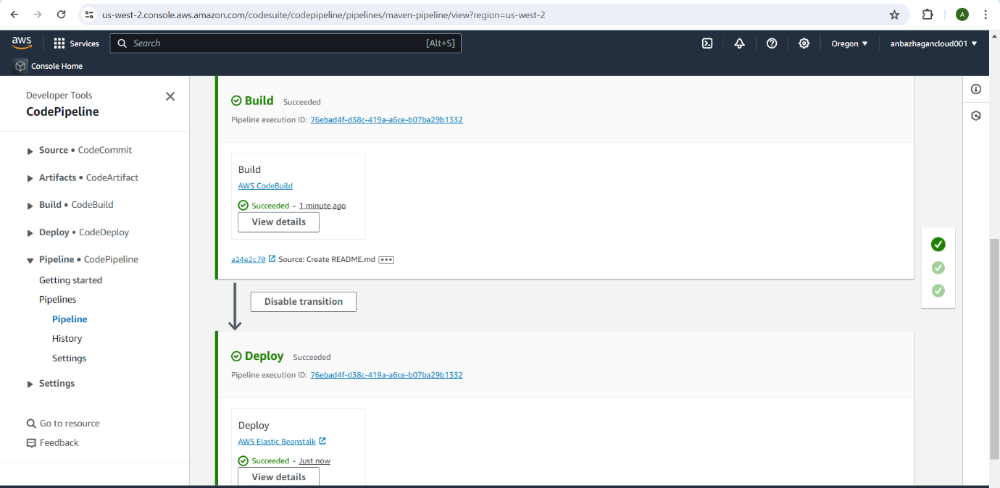 us-west-2.console.aws.amazon.com/codesuite/codepipeline/pipelines/maven-pipeline/view?region=us-west-2
A
aws
Services
Search
[Alt+S]
Oregon
anbazhagancloud001
Console Home
Developer Tools
CodePipeline
Source • CodeCommit
Artifacts • CodeArtifact
Build • CodeBuild
Deploy • CodeDeploy
Pipeline • CodePipeline
Getting started
Pipelines
Pipeline
History
Settings
Settings
Go to resource
Feedback
Build Succeeded
Pipeline execution ID: 76ebad4f-d38c-419a-a6ce-b07ba29b1332
Build
AWS CodeBuild
Succeeded - 1 minute ago
View details
a24e2c70 Source: Create README.md
Disable transition
Deploy Succeeded
Pipeline execution ID: 76ebad4f-d38c-419a-a6ce-b07ba29b1332
Deploy
AWS Elastic Beanstalk
Succeeded - Just now
View details